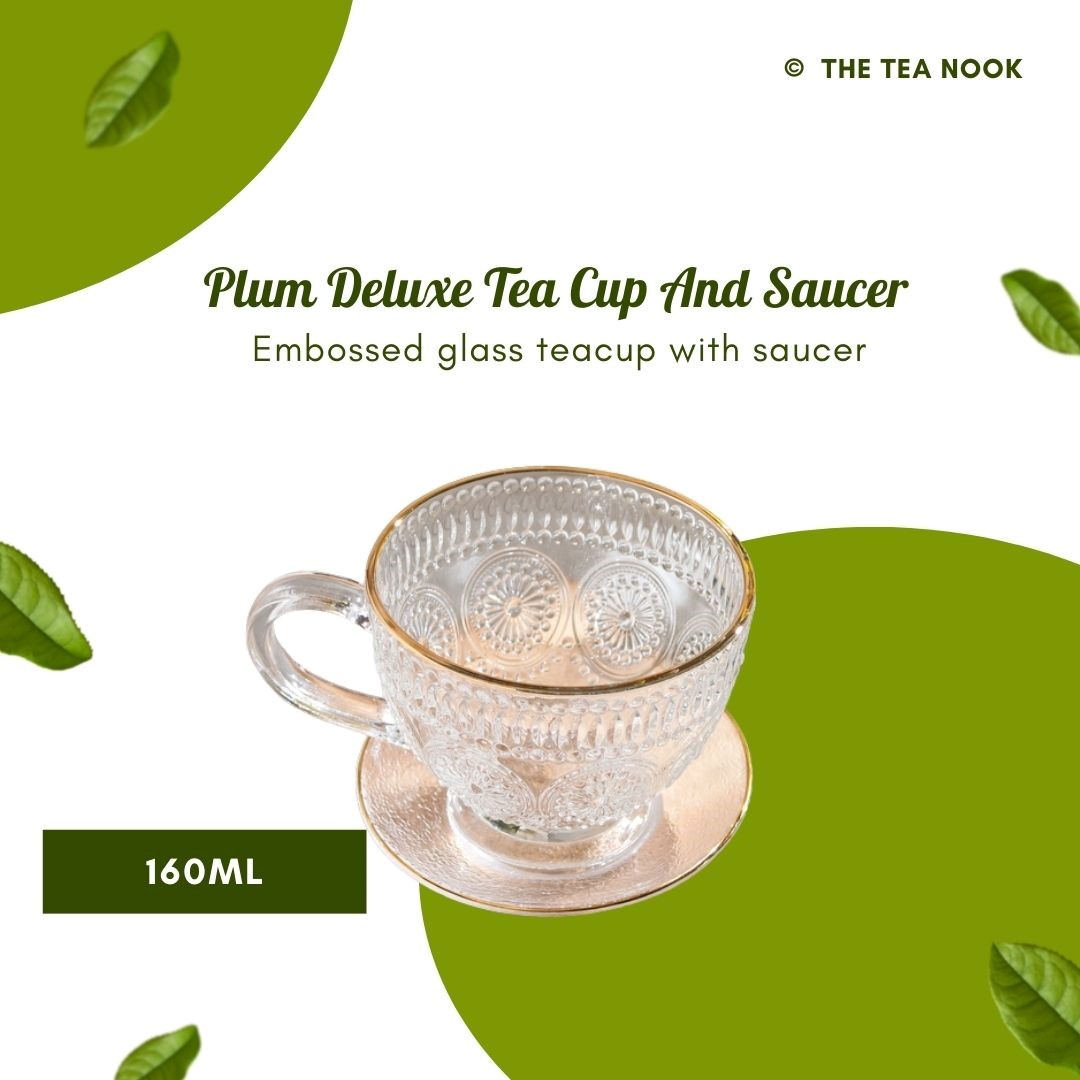 © THE TEA NOOK
Plum Deluxe Tea Cup And Saucer
Embossed glass teacup with saucer
160ML